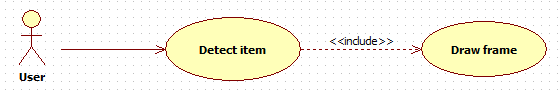 <<include>>
Detect item
Draw frame
User